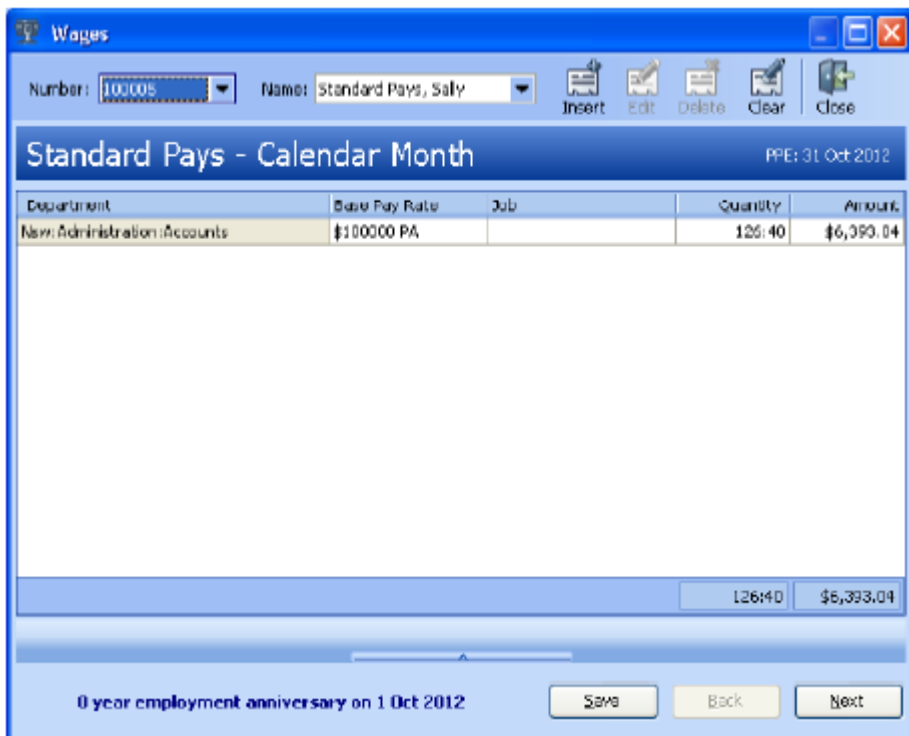 Wages
Number: 100005 Name: Standard Pays, Sally Insert Edit Delete Clear Close
Standard Pays - Calendar Month PPE: 31 Oct 2012
Department Base Pay Rate Job Quantity Amount
Nsw:Administration:Accounts $100000 PA 126:40 $6,393.04
126:40 $6,393.04
0 year employment anniversary on 1 Oct 2012 Save Back Next